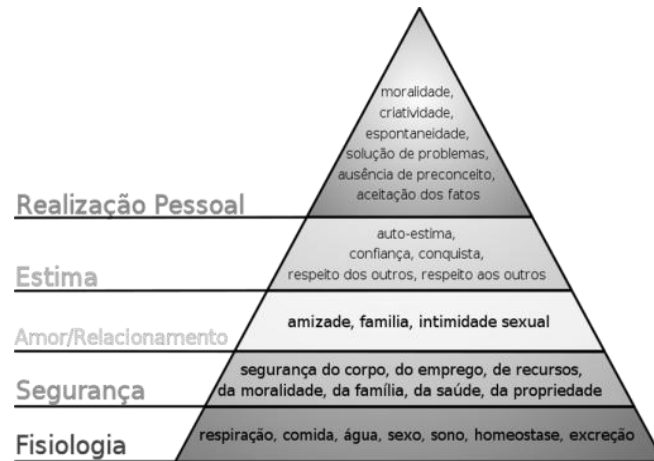 moralidade,
criatividade,
espontaneidade,
solução de problemas,
ausência de preconceito,
aceitação dos fatos
Realização Pessoal
auto-estima,
confiança, conquista,
respeito dos outros, respeito aos outros
Estima
amizade, familia, intimidade sexual
Amor/Relacionamento
segurança do corpo, do emprego, de recursos,
da moralidade, da família, da saúde, da propriedade
Segurança
respiração, comida, água, sexo, sono, homeostase, excreção
Fisiologia